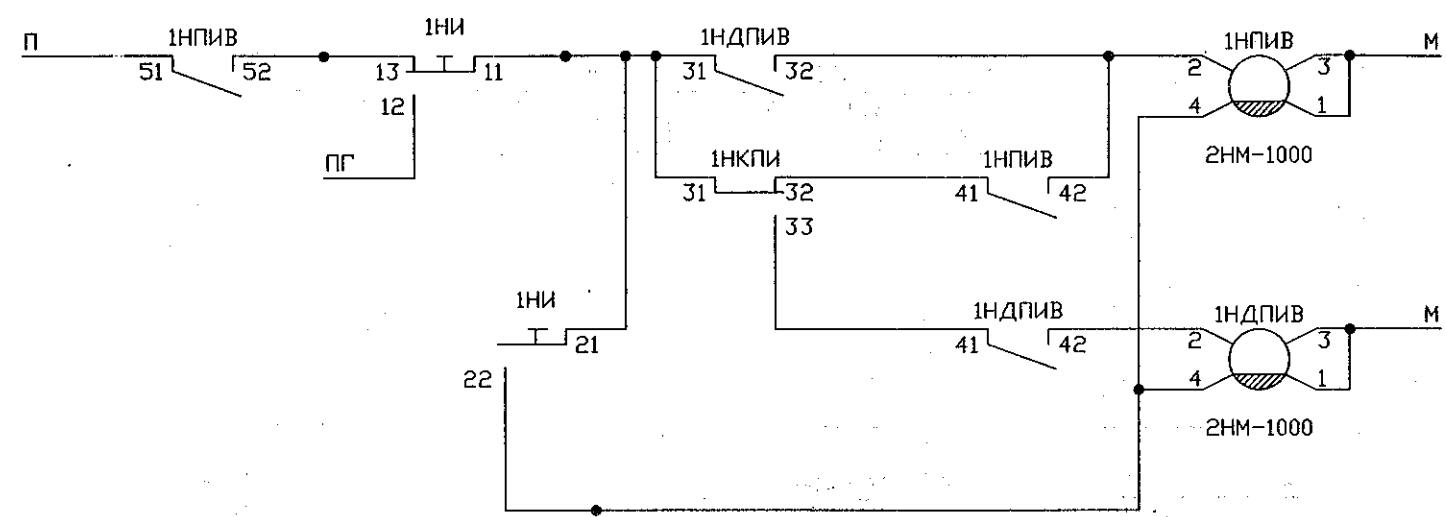 П 1НПИВ 1НИ 1НДПИВ 1НПИВ М
51 52 13 11 31 32 2 3
12 4 1
ПГ 1НКПИ 1НПИВ 2НМ-1000
31 32 41 42
33
1НИ 1НДПИВ 1НДПИВ М
21 41 42 2 3
22 4 1
2НМ-1000